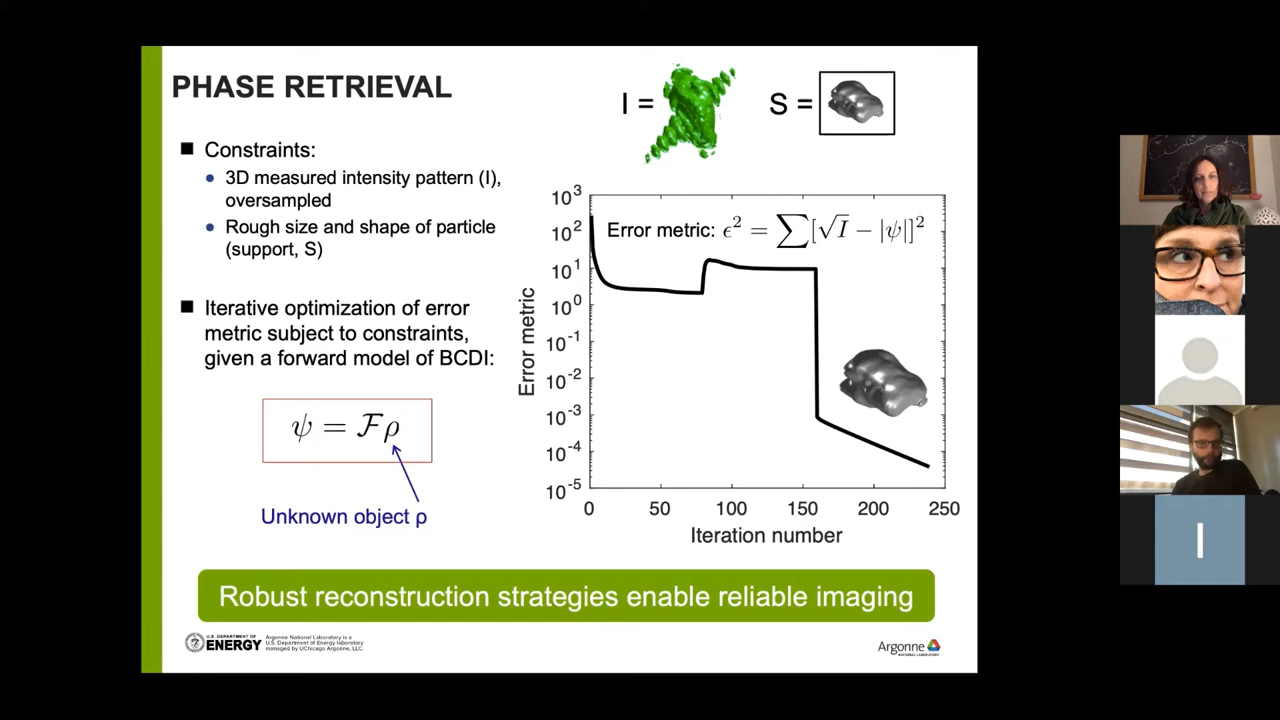 PHASE RETRIEVAL
I =
S =
■ Constraints:
• 3D measured intensity pattern (I),
oversampled
• Rough size and shape of particle
(support, S)
■ Iterative optimization of error
metric subject to constraints,
given a forward model of BCDI:
ψ = ℱρ
Unknown object ρ
Error metric: ϵ² = ∑[√I − |ψ|]²
Error metric
10³
10²
10¹
10⁰
10⁻¹
10⁻²
10⁻³
10⁻⁴
10⁻⁵
0 50 100 150 200 250
Iteration number
Robust reconstruction strategies enable reliable imaging
U.S. DEPARTMENT OF
ENERGY
Argonne National Laboratory is a
U.S. Department of Energy laboratory
managed by UChicago Argonne, LLC.
Argonne
NATIONAL LABORATORY
I